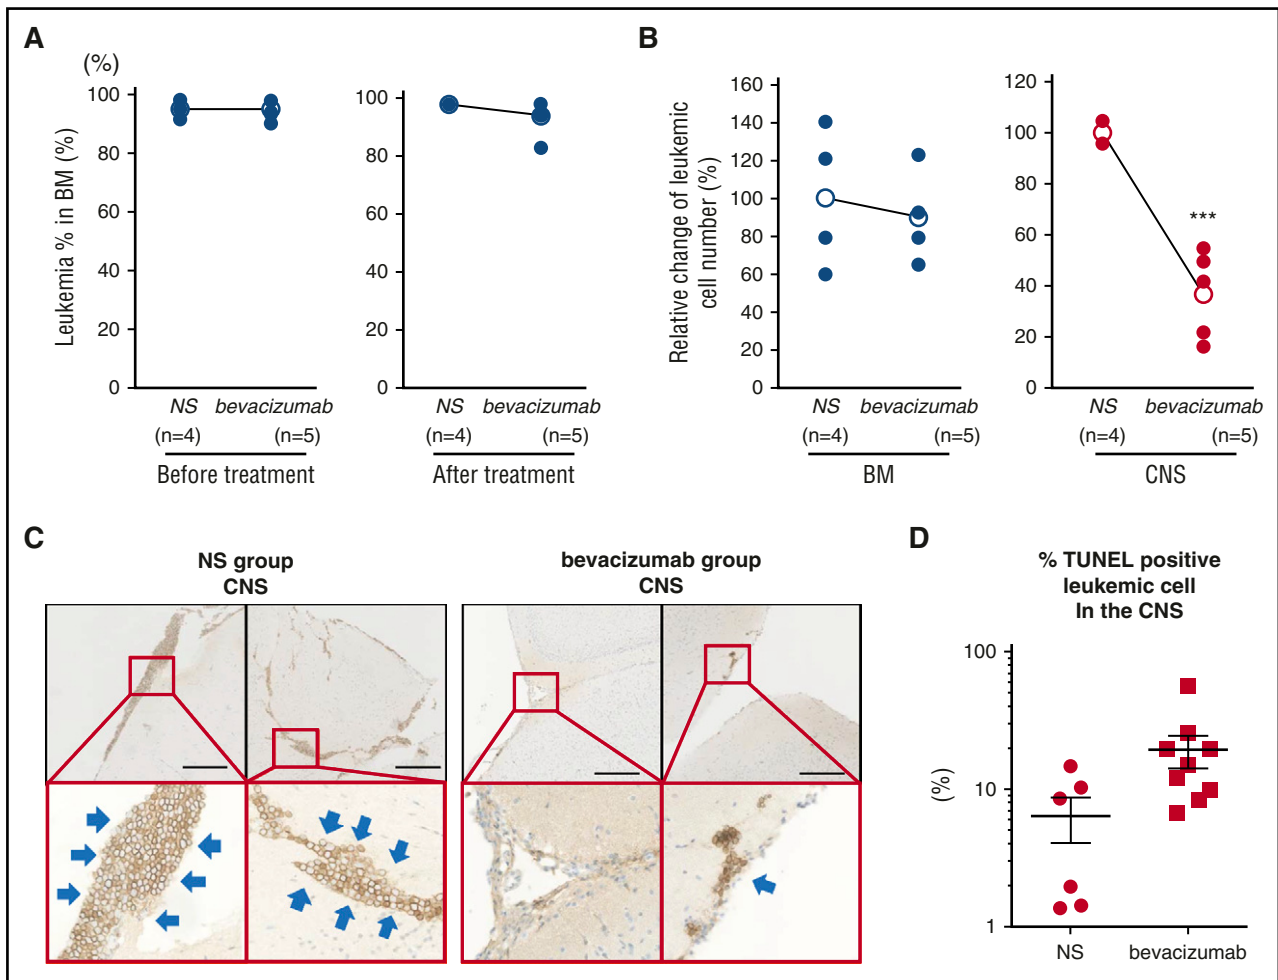 A
(%)
Leukemia % in BM (%)
100
80
60
40
20
0
NS bevacizumab
(n=4) (n=5)
Before treatment
100
80
60
40
20
0
NS bevacizumab
(n=4) (n=5)
After treatment
B
Relative change of leukemic
cell number (%)
160
140
120
100
80
60
40
20
0
NS bevacizumab
(n=4) (n=5)
BM
120
100
80
60
40
20
0
***
NS bevacizumab
(n=4) (n=5)
CNS
C
NS group
CNS
bevacizumab group
CNS
D
% TUNEL positive
leukemic cell
In the CNS
(%)
100
10
1
NS bevacizumab